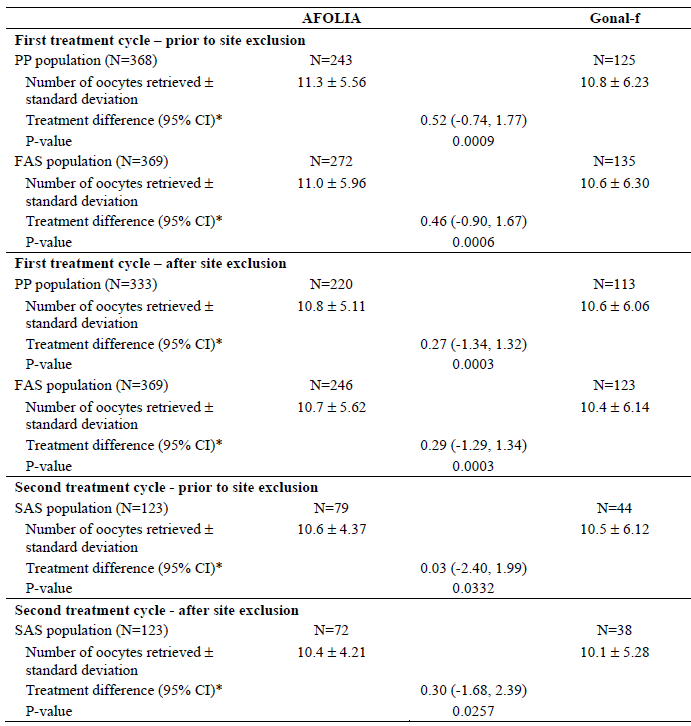 AFOLIA Gonal-f
First treatment cycle – prior to site exclusion
PP population (N=368) N=243 N=125
Number of oocytes retrieved ± 11.3 ± 5.56 10.8 ± 6.23
standard deviation
Treatment difference (95% CI)* 0.52 (-0.74, 1.77)
P-value 0.0009
FAS population (N=369) N=272 N=135
Number of oocytes retrieved ± 11.0 ± 5.96 10.6 ± 6.30
standard deviation
Treatment difference (95% CI)* 0.46 (-0.90, 1.67)
P-value 0.0006
First treatment cycle – after site exclusion
PP population (N=333) N=220 N=113
Number of oocytes retrieved ± 10.8 ± 5.11 10.6 ± 6.06
standard deviation
Treatment difference (95% CI)* 0.27 (-1.34, 1.32)
P-value 0.0003
FAS population (N=369) N=246 N=123
Number of oocytes retrieved ± 10.7 ± 5.62 10.4 ± 6.14
standard deviation
Treatment difference (95% CI)* 0.29 (-1.29, 1.34)
P-value 0.0003
Second treatment cycle - prior to site exclusion
SAS population (N=123) N=79 N=44
Number of oocytes retrieved ± 10.6 ± 4.37 10.5 ± 6.12
standard deviation
Treatment difference (95% CI)* 0.03 (-2.40, 1.99)
P-value 0.0332
Second treatment cycle - after site exclusion
SAS population (N=123) N=72 N=38
Number of oocytes retrieved ± 10.4 ± 4.21 10.1 ± 5.28
standard deviation
Treatment difference (95% CI)* 0.30 (-1.68, 2.39)
P-value 0.0257